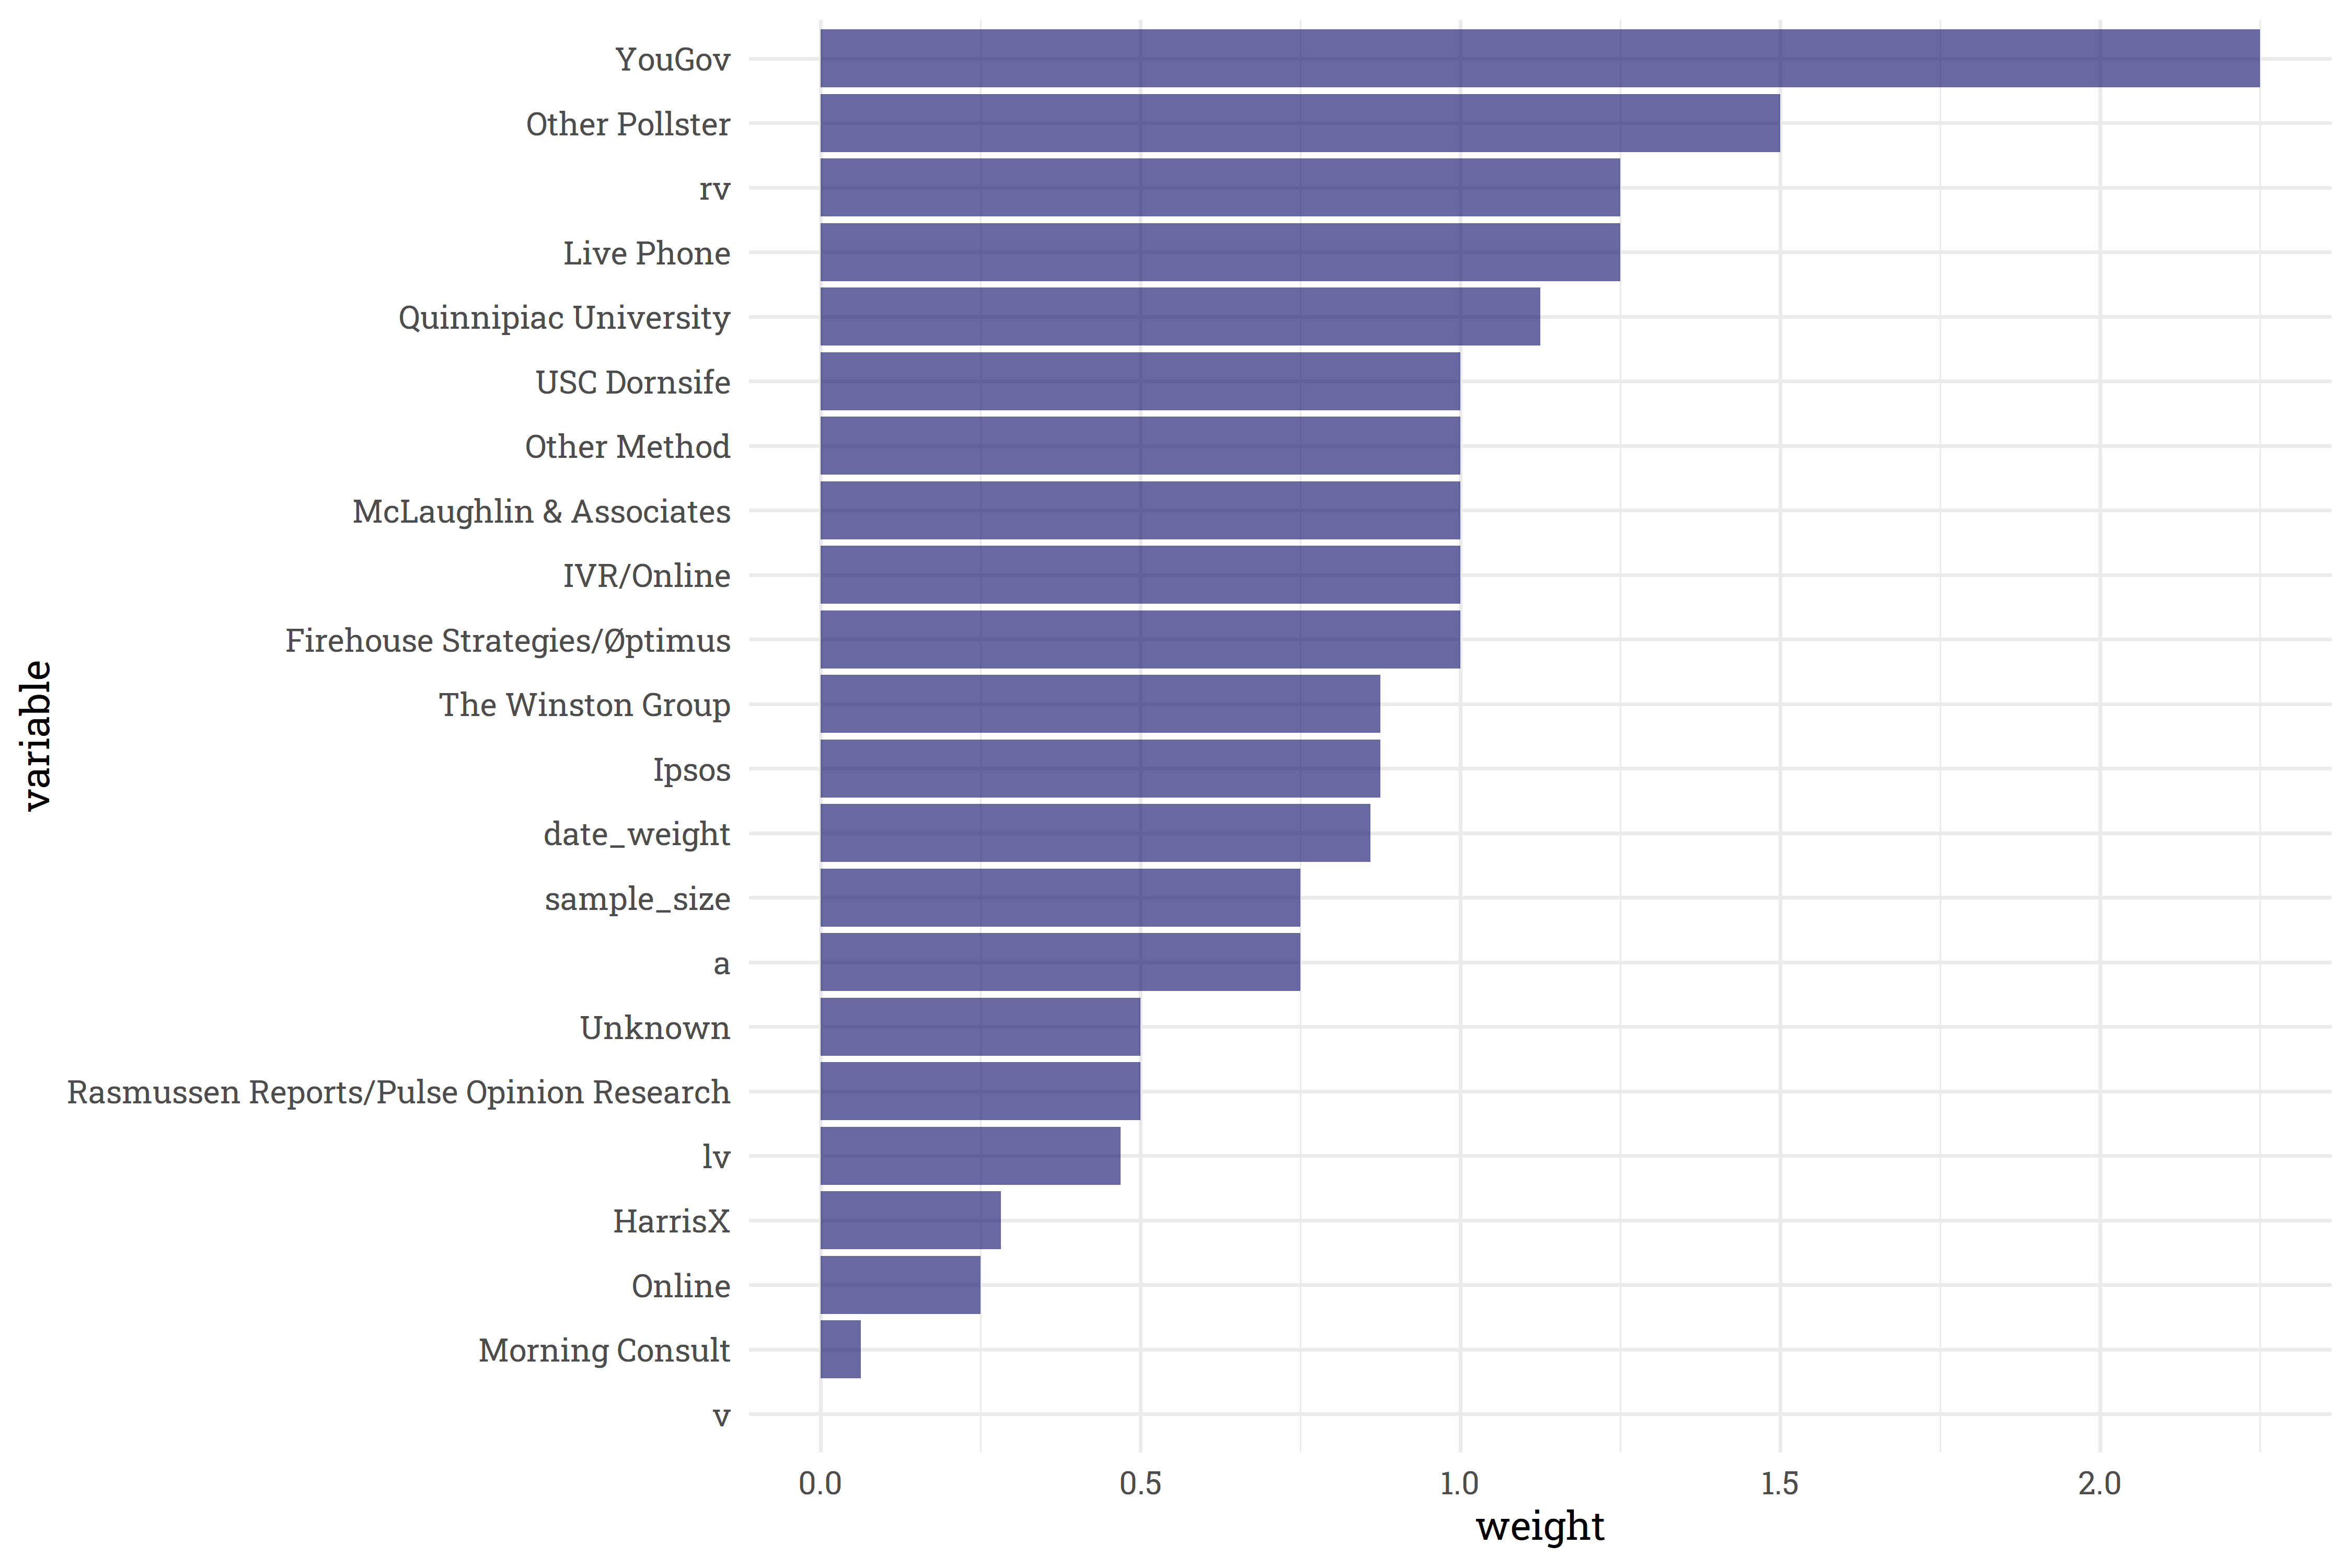 YouGov
Other Pollster
rv
Live Phone
Quinnipiac University
USC Dornsife
Other Method
McLaughlin & Associates
IVR/Online
Firehouse Strategies/Øptimus
The Winston Group
Ipsos
date_weight
sample_size
a
Unknown
Rasmussen Reports/Pulse Opinion Research
lv
HarrisX
Online
Morning Consult
v
variable
0.0 0.5 1.0 1.5 2.0
weight